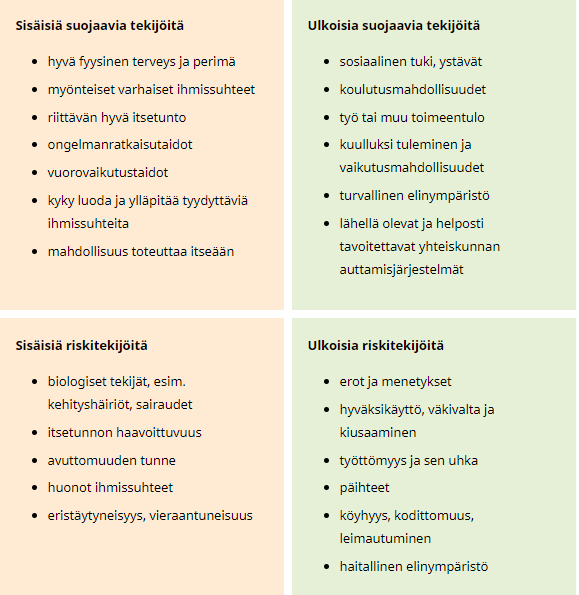 Sisäisiä suojaavia tekijöitä
hyvä fyysinen terveys ja perimä
myönteiset varhaiset ihmissuhteet
riittävän hyvä itsetunto
ongelmanratkaisutaidot
vuorovaikutustaidot
kyky luoda ja ylläpitää tyydyttäviä
ihmissuhteita
mahdollisuus toteuttaa itseään
Ulkoisia suojaavia tekijöitä
sosiaalinen tuki, ystävät
koulutusmahdollisuudet
työ tai muu toimeentulo
kuulluksi tuleminen ja
vaikutusmahdollisuudet
turvallinen elinympäristö
lähellä olevat ja helposti
tavoitettavat yhteiskunnan
auttamisjärjestelmät
Sisäisiä riskitekijöitä
biologiset tekijät, esim.
kehityshäiriöt, sairaudet
itsetunnon haavoittuvuus
avuttomuuden tunne
huonot ihmissuhteet
eristäytyneisyys, vieraantuneisuus
Ulkoisia riskitekijöitä
erot ja menetykset
hyväksikäyttö, väkivalta ja
kiusaaminen
työttömyys ja sen uhka
päihteet
köyhyys, kodittomuus,
leimautuminen
haitallinen elinympäristö